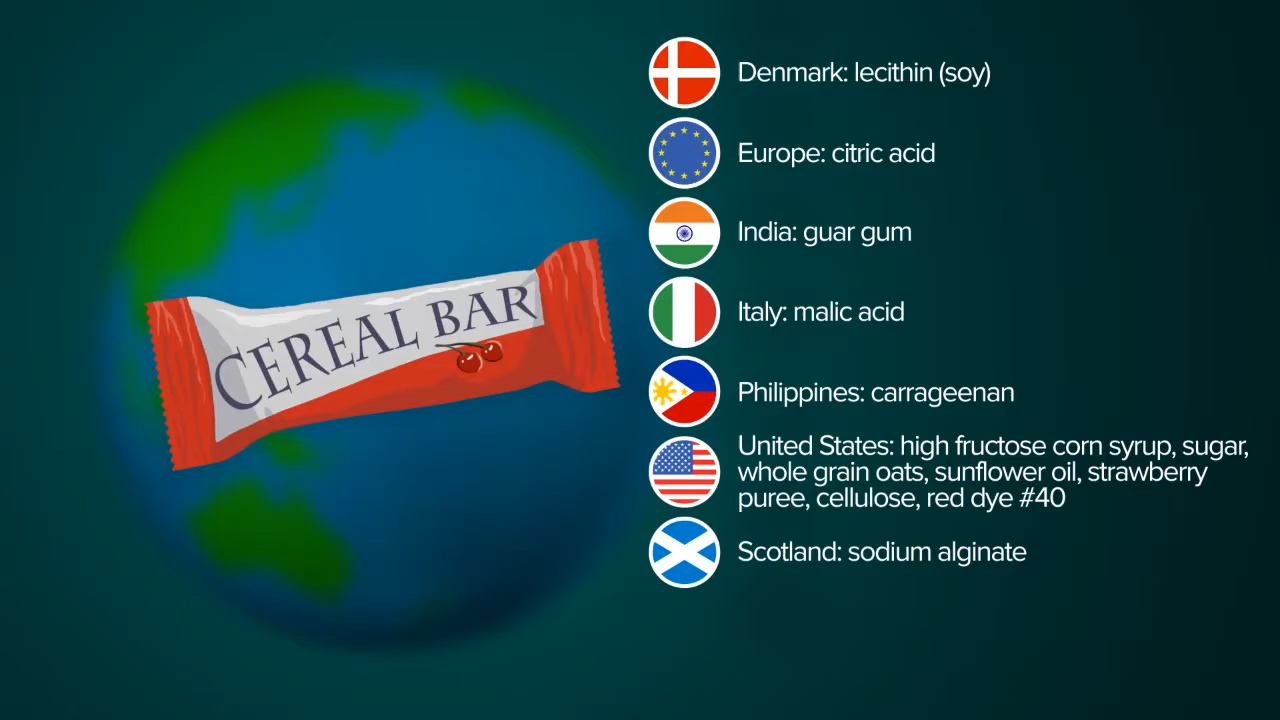 CEREAL BAR
Denmark: lecithin (soy)
Europe: citric acid
India: guar gum
Italy: malic acid
Philippines: carrageenan
United States: high fructose corn syrup, sugar,
whole grain oats, sunflower oil, strawberry
puree, cellulose, red dye #40
Scotland: sodium alginate